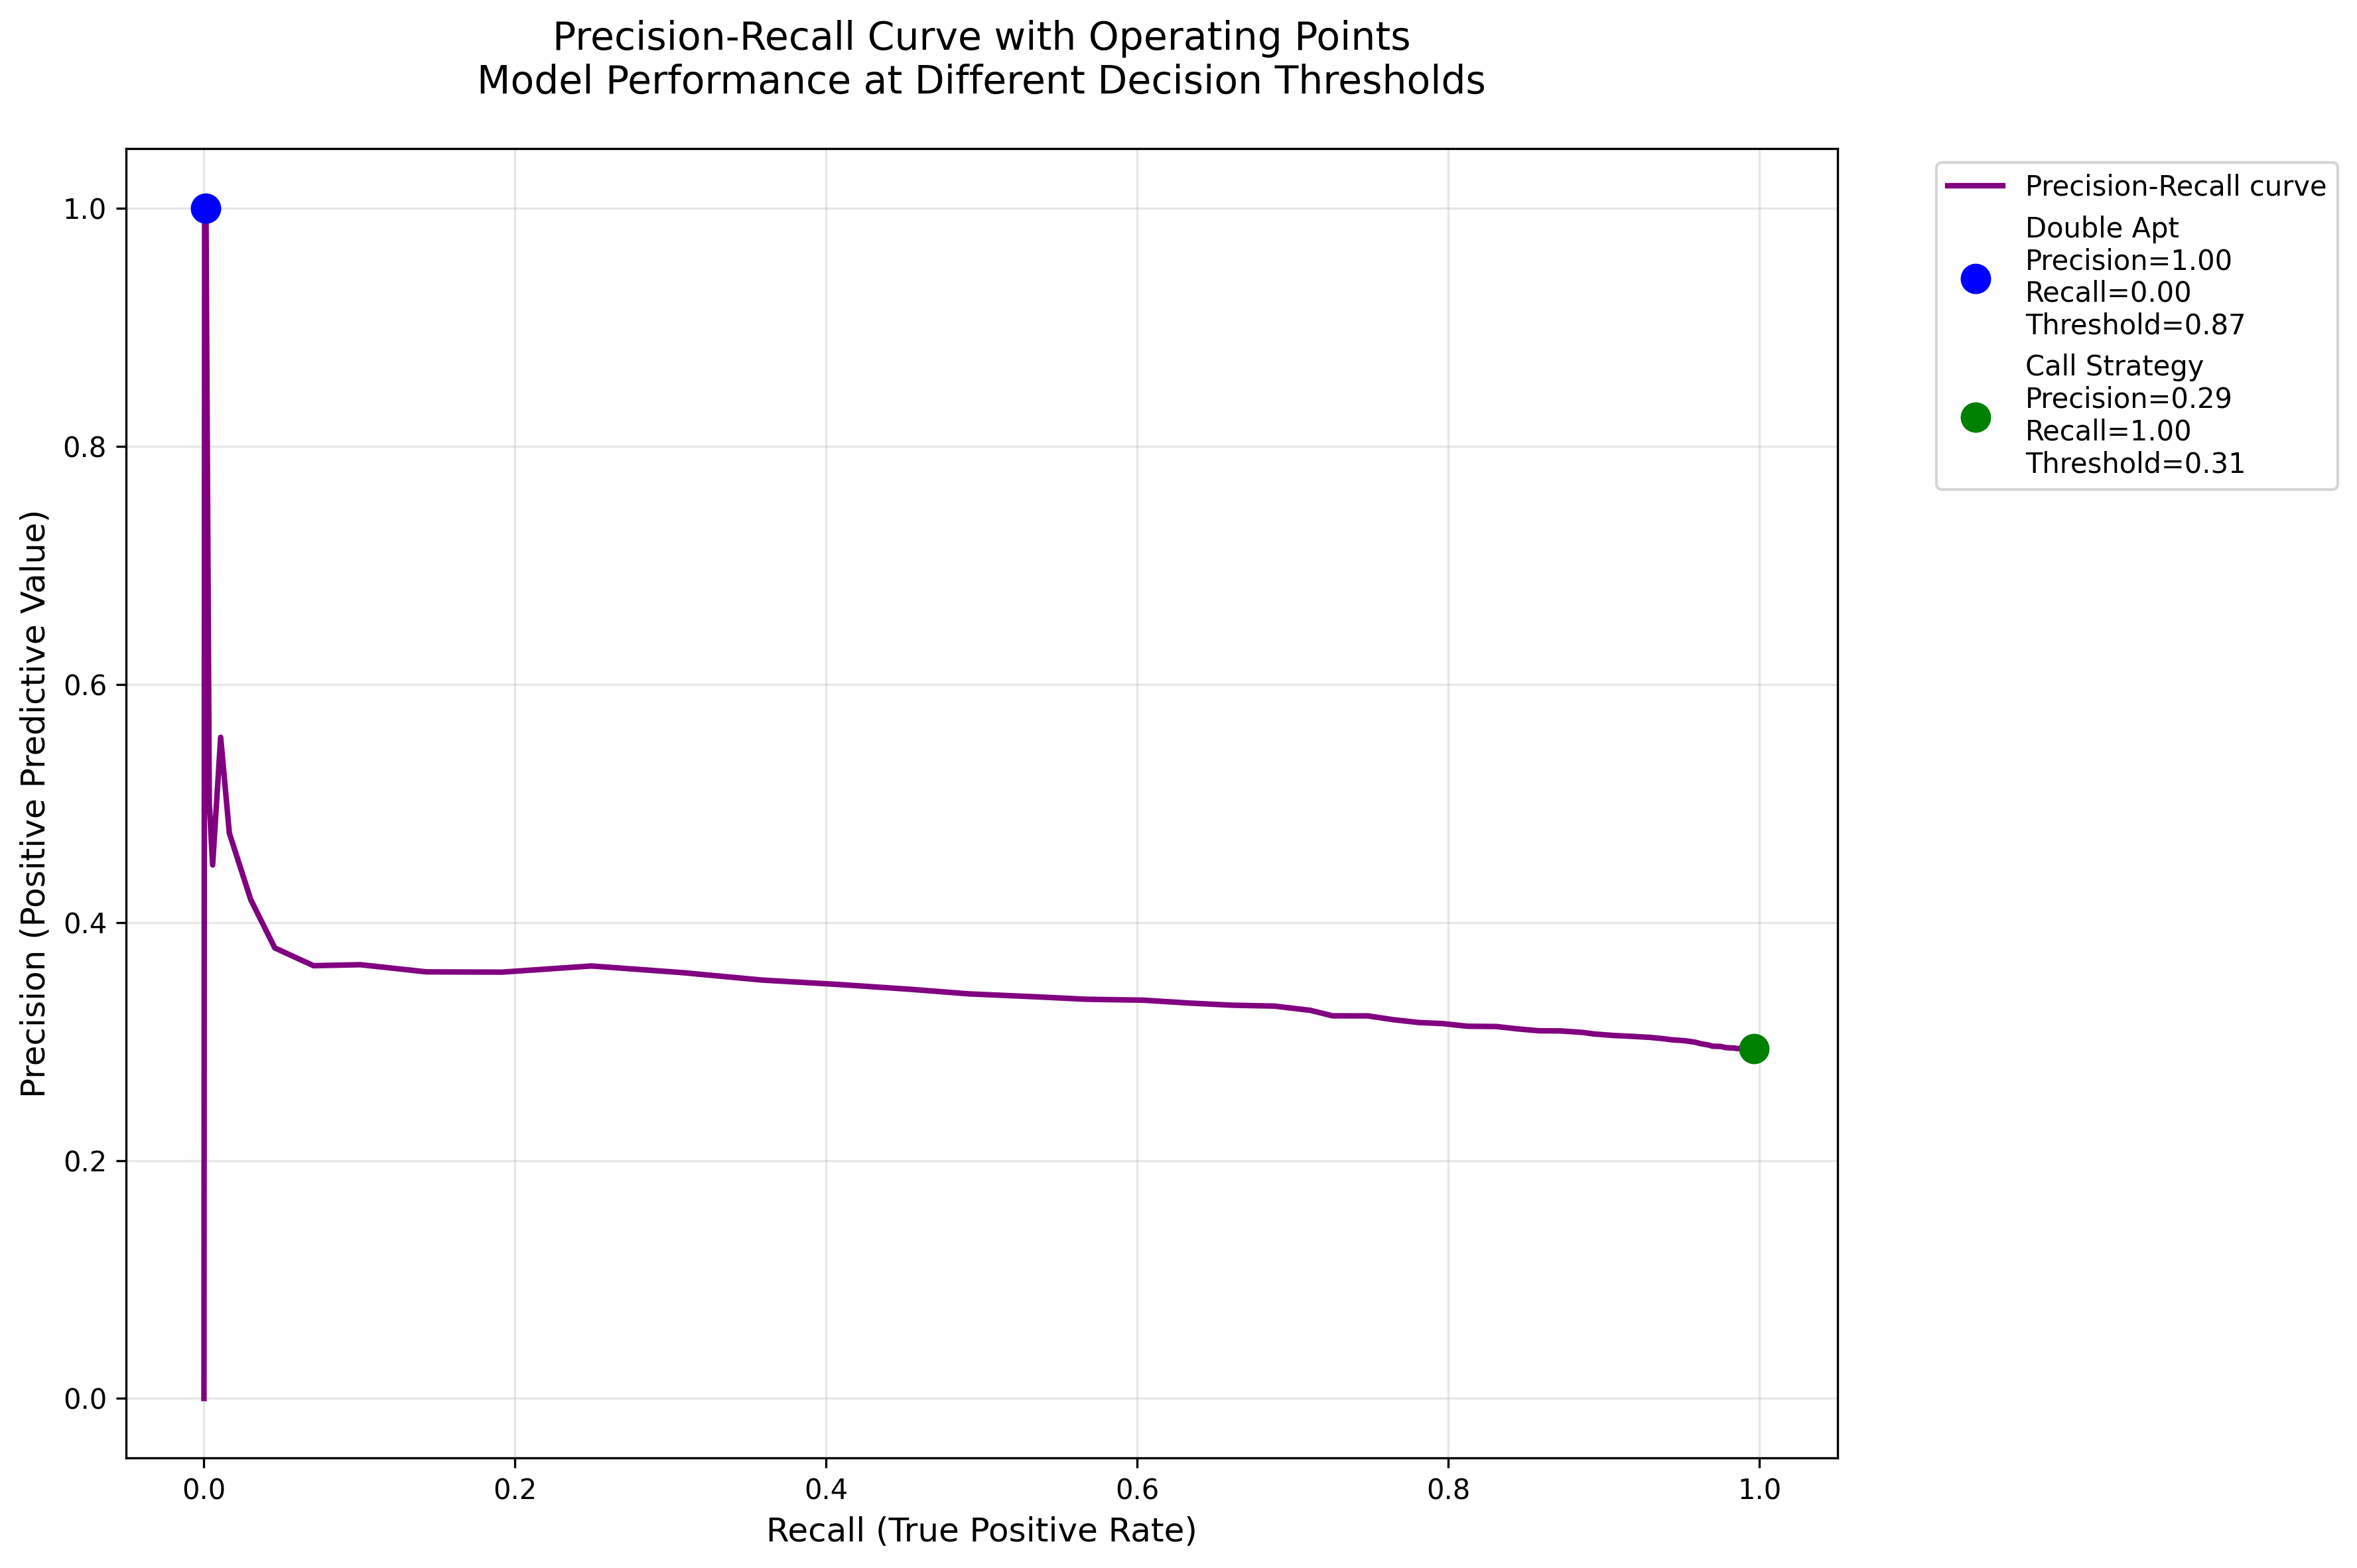 Precision-Recall Curve with Operating Points
Model Performance at Different Decision Thresholds
Precision (Positive Predictive Value)
1.0
0.8
0.6
0.4
0.2
0.0
0.0
0.2
0.4
0.6
0.8
1.0
Recall (True Positive Rate)
Precision-Recall curve
Double Apt
Precision=1.00
Recall=0.00
Threshold=0.87
Call Strategy
Precision=0.29
Recall=1.00
Threshold=0.31